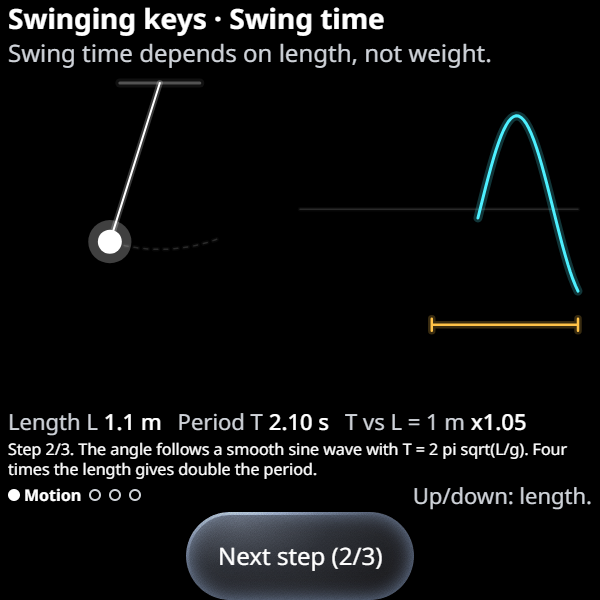 Swinging keys · Swing time
Swing time depends on length, not weight.
Length L 1.1 m Period T 2.10 s T vs L = 1 m x1.05
Step 2/3. The angle follows a smooth sine wave with T = 2 pi sqrt(L/g). Four
times the length gives double the period.
Motion
Up/down: length.
Next step (2/3)